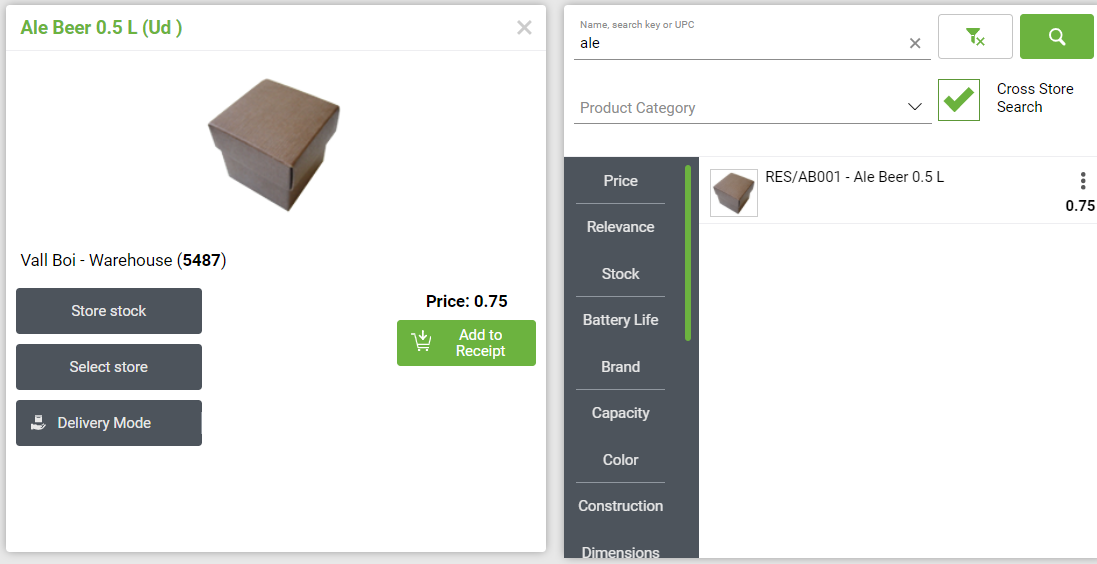 Ale Beer 0.5 L (Ud )
Vall Boi - Warehouse (5487)
Store stock
Select store
Delivery Mode
Price: 0.75
Add to
Receipt
Name, search key or UPC
ale
Product Category
Cross Store
Search
Price
Relevance
Stock
Battery Life
Brand
Capacity
Color
Construction
Dimensions
RES/AB001 - Ale Beer 0.5 L
0.75